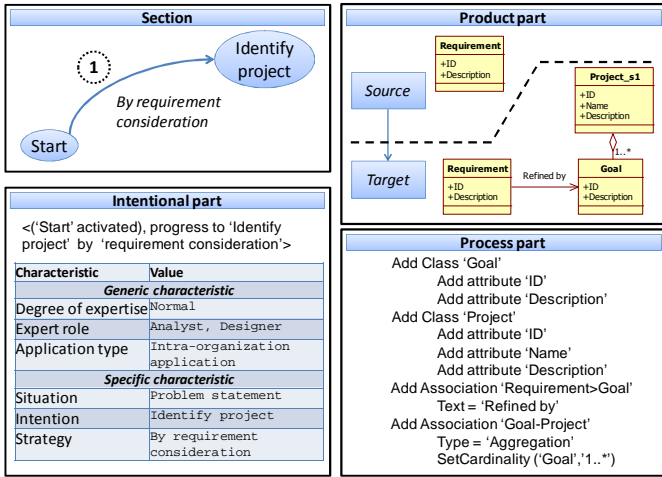 Section
1
Identify
project
By requirement
consideration
Start
Product part
Source
Target
Requirement
+ID
+Description
Project_s1
+ID
+Name
+Description
1..*
Requirement
+ID
+Description
Refined by
Goal
+ID
+Description
Intentional part
<('Start' activated), progress to 'Identify
project' by 'requirement consideration'>
Characteristic Value
Generic characteristic
Degree of expertise Normal
Expert role Analyst, Designer
Application type Intra-organization
application
Specific characteristic
Situation Problem statement
Intention Identify project
Strategy By requirement
consideration
Process part
Add Class 'Goal'
Add attribute 'ID'
Add attribute 'Description'
Add Class 'Project'
Add attribute 'ID'
Add attribute 'Name'
Add attribute 'Description'
Add Association 'Requirement>Goal'
Text = 'Refined by'
Add Association 'Goal-Project'
Type = 'Aggregation'
SetCardinality ('Goal','1..*')